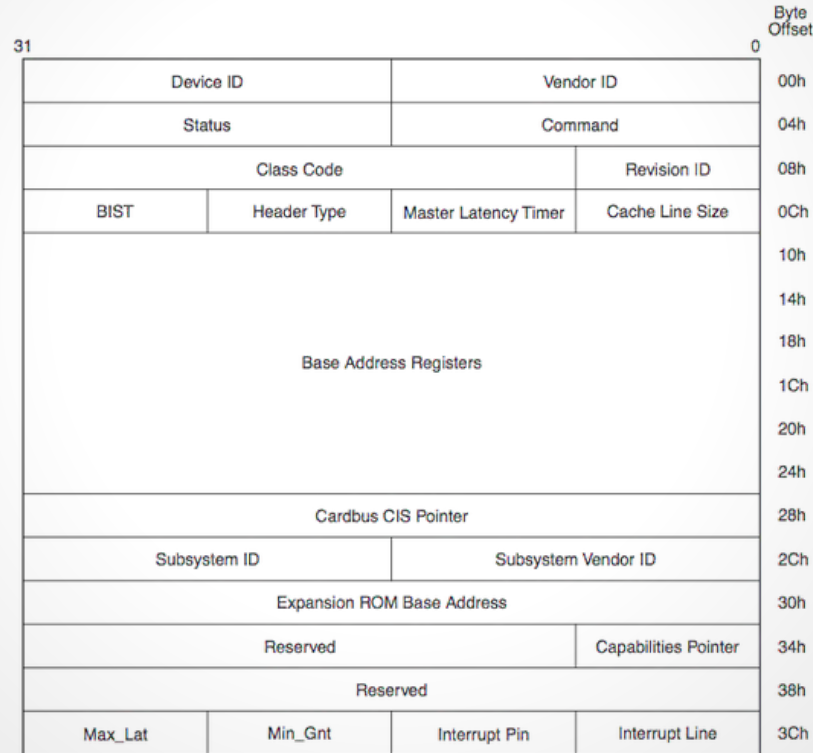 Byte
Offset
31 0
Device ID Vendor ID 00h
Status Command 04h
Class Code Revision ID 08h
BIST Header Type Master Latency Timer Cache Line Size 0Ch
10h
14h
18h
Base Address Registers
1Ch
20h
24h
Cardbus CIS Pointer 28h
Subsystem ID Subsystem Vendor ID 2Ch
Expansion ROM Base Address 30h
Reserved Capabilities Pointer 34h
Reserved 38h
Max_Lat Min_Gnt Interrupt Pin Interrupt Line 3Ch